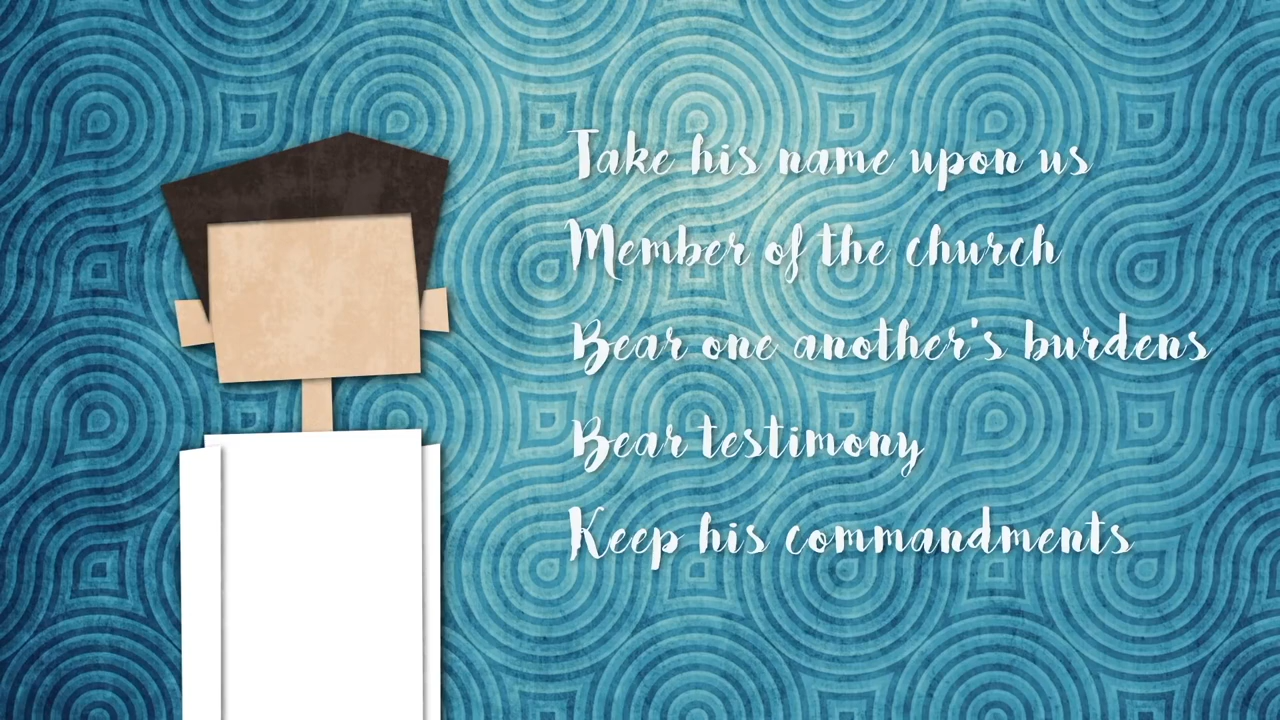 Take his name upon us
Member of the church
Bear one another's burdens
Bear testimony
Keep his commandments